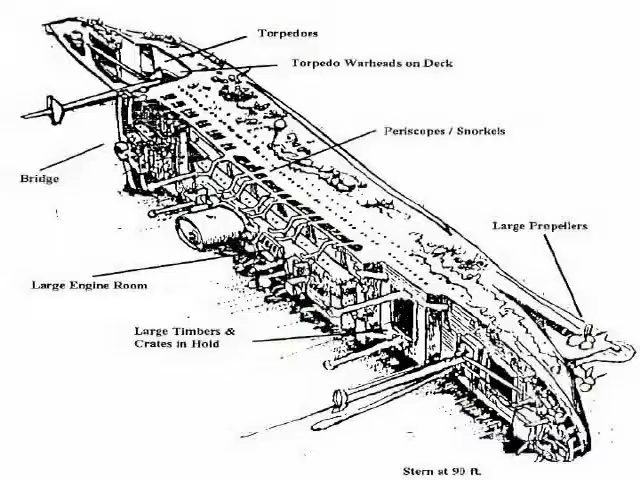 Torpedoes
Torpedo Warheads on Deck
Periscopes / Snorkels
Bridge
Large Propellers
Large Engine Room
Large Timbers &
Crates in Hold
Stern at 90 ft.